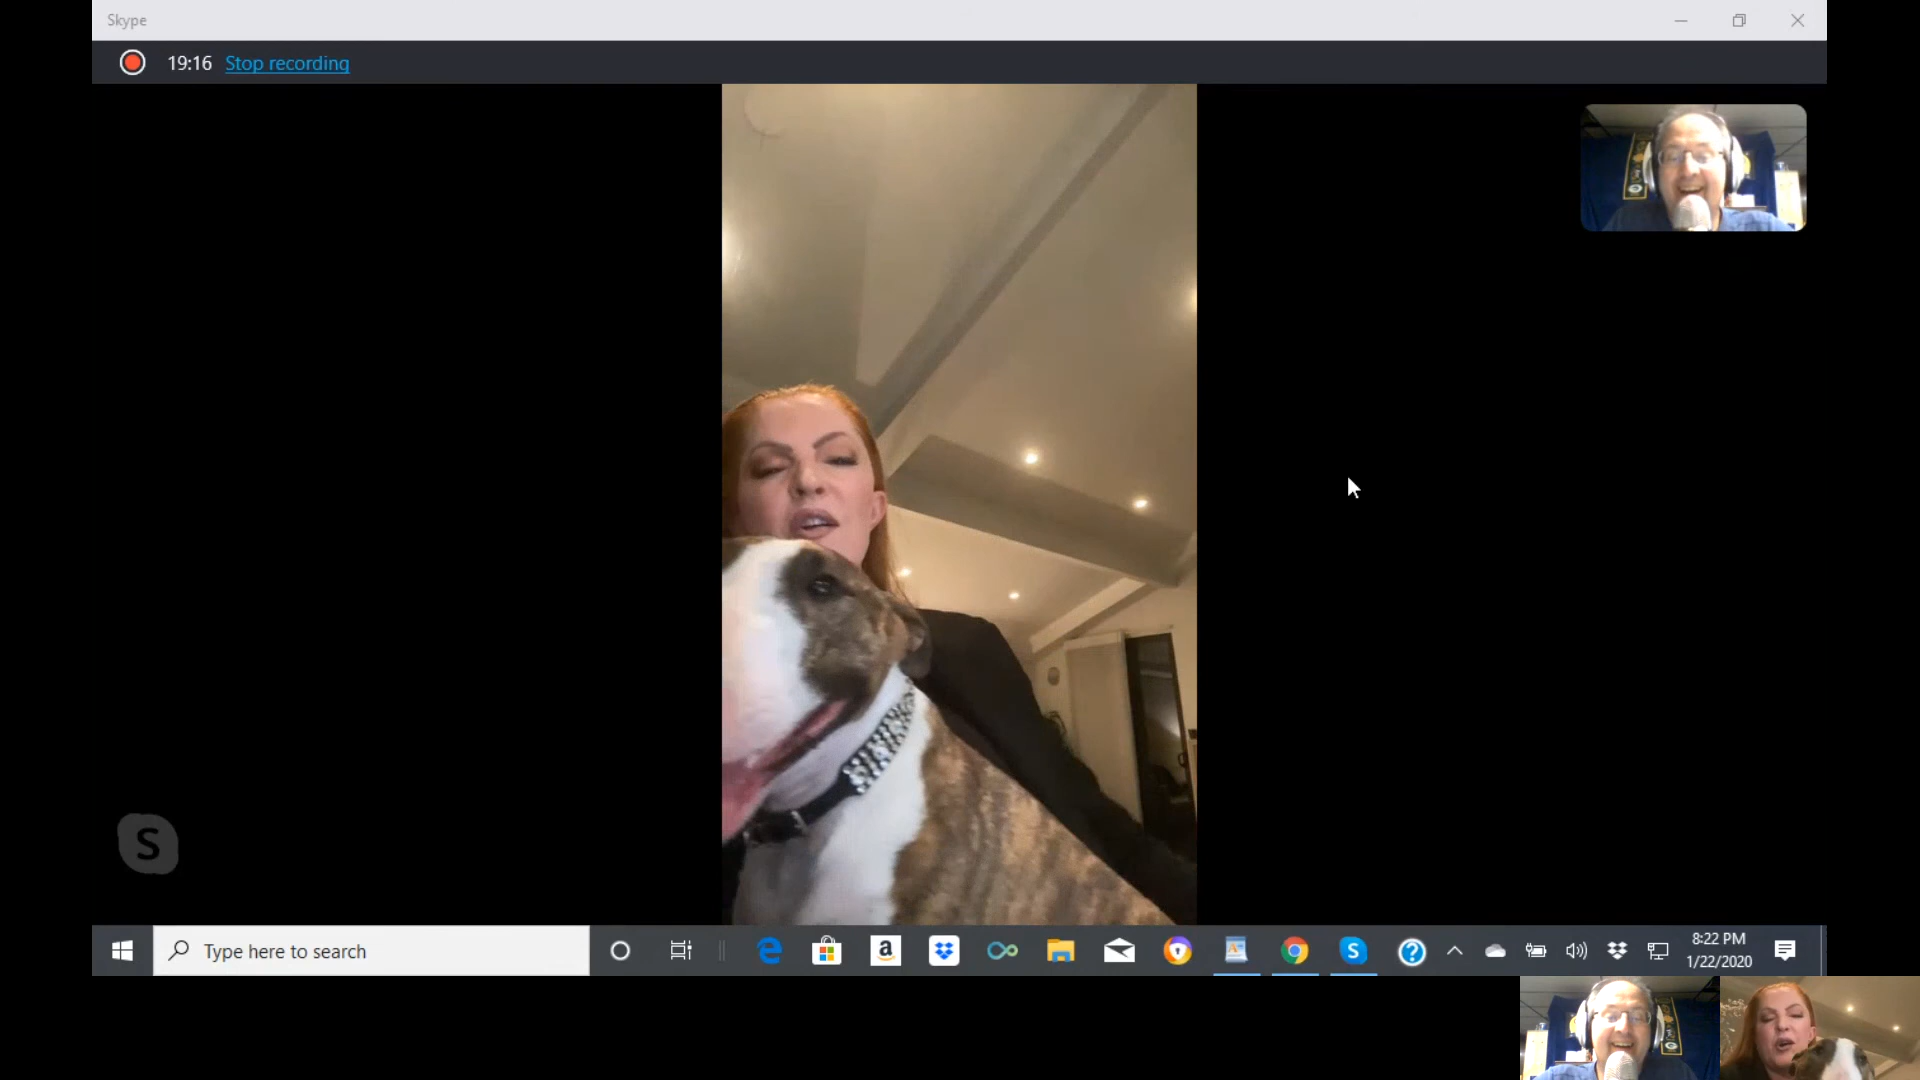 Skype
19:16 Stop recording
S
Type here to search
a
S
?
8:22 PM
1/22/2020